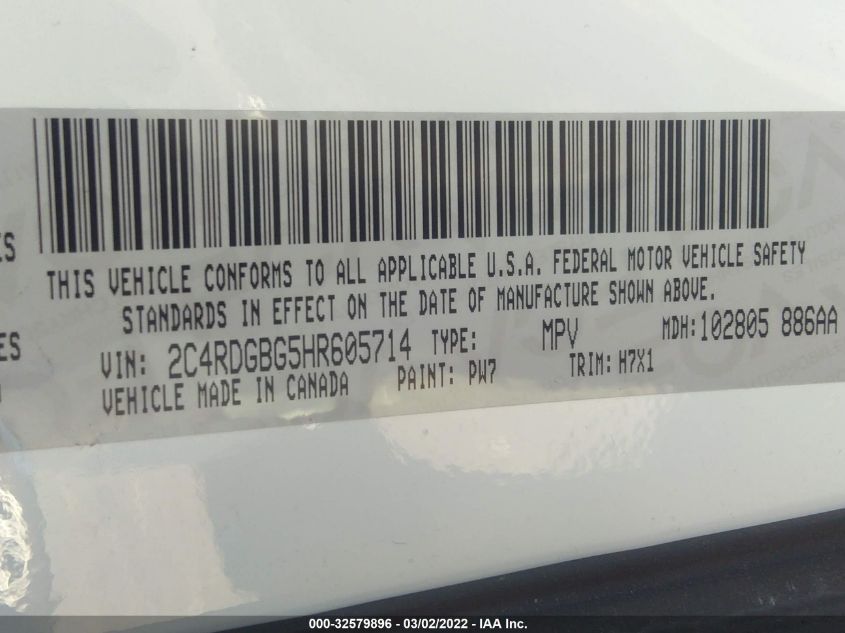 ES
THIS VEHICLE CONFORMS TO ALL APPLICABLE U.S.A. FEDERAL MOTOR VEHICLE SAFETY
STANDARDS IN EFFECT ON THE DATE OF MANUFACTURE SHOWN ABOVE.
ES
VIN: 2C4RDGBG5HR605714 TYPE: MPV MDH: 102805 886AA
VEHICLE MADE IN CANADA PAINT: PW7 TRIM: H7X1
000-32579896 — 03/02/2022 — IAA Inc.